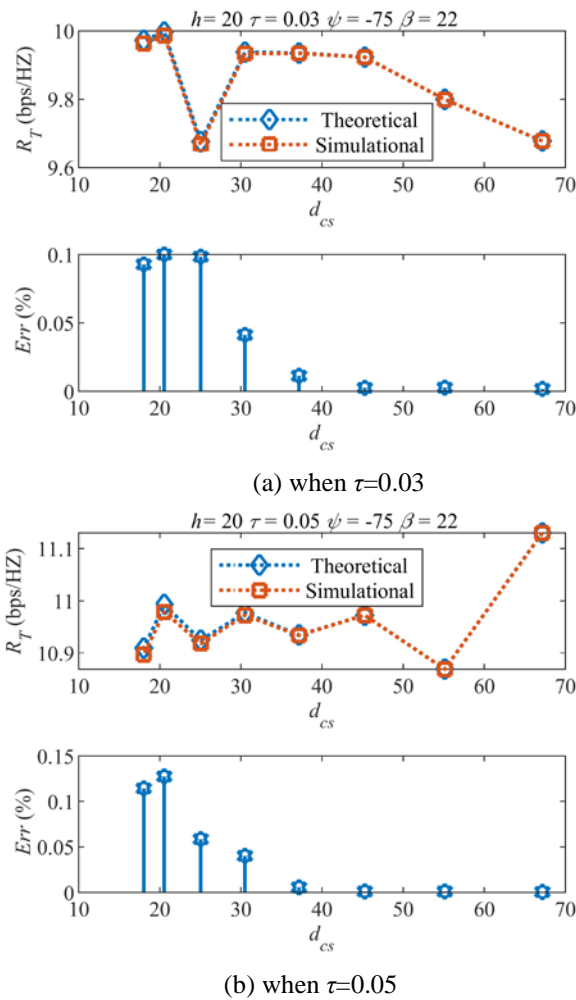 h= 20 τ = 0.03 ψ = -75 β = 22
10
9.8
9.6
R_T (bps/HZ)
Theoretical
Simulational
10 20 30 40 50 60 70
d_cs
0.1
0.05
0
Err (%)
10 20 30 40 50 60 70
d_cs
(a) when τ=0.03
h= 20 τ = 0.05 ψ = -75 β = 22
11.1
11
10.9
R_T (bps/HZ)
Theoretical
Simulational
10 20 30 40 50 60 70
d_cs
0.15
0.1
0.05
0
Err (%)
10 20 30 40 50 60 70
d_cs
(b) when τ=0.05